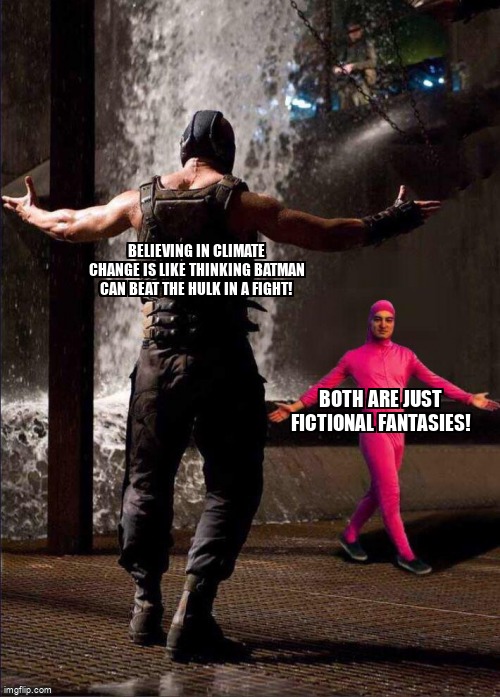 BELIEVING IN CLIMATE
CHANGE IS LIKE THINKING BATMAN
CAN BEAT THE HULK IN A FIGHT!
BOTH ARE JUST
FICTIONAL FANTASIES!
imgflip.com